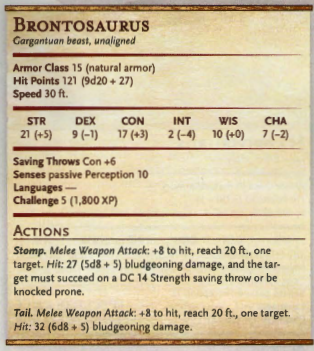 BRONTOSAURUS
Gargantuan beast, unaligned
Armor Class 15 (natural armor)
Hit Points 121 (9d20 + 27)
Speed 30 ft.
STR DEX CON INT WIS CHA
21 (+5) 9 (−1) 17 (+3) 2 (−4) 10 (+0) 7 (−2)
Saving Throws Con +6
Senses passive Perception 10
Languages —
Challenge 5 (1,800 XP)
ACTIONS
Stomp. Melee Weapon Attack: +8 to hit, reach 20 ft., one
target. Hit: 27 (5d8 + 5) bludgeoning damage, and the tar-
get must succeed on a DC 14 Strength saving throw or be
knocked prone.
Tail. Melee Weapon Attack: +8 to hit, reach 20 ft., one target.
Hit: 32 (6d8 + 5) bludgeoning damage.